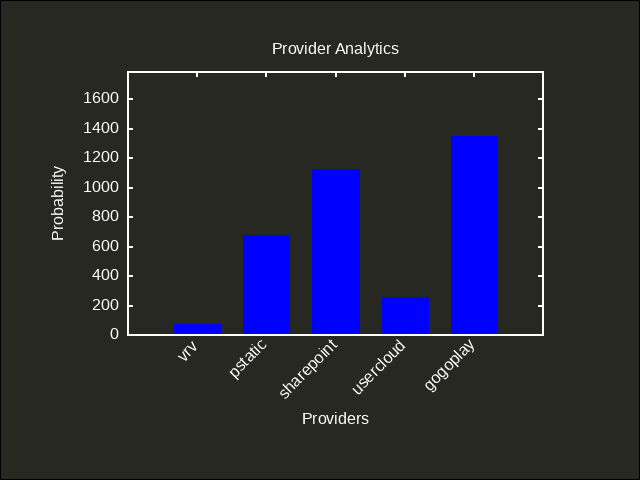 Provider Analytics
Probability
1600
1400
1200
1000
800
600
400
200
0
vrv
pstatic
sharepoint
usercloud
gogoplay
Providers